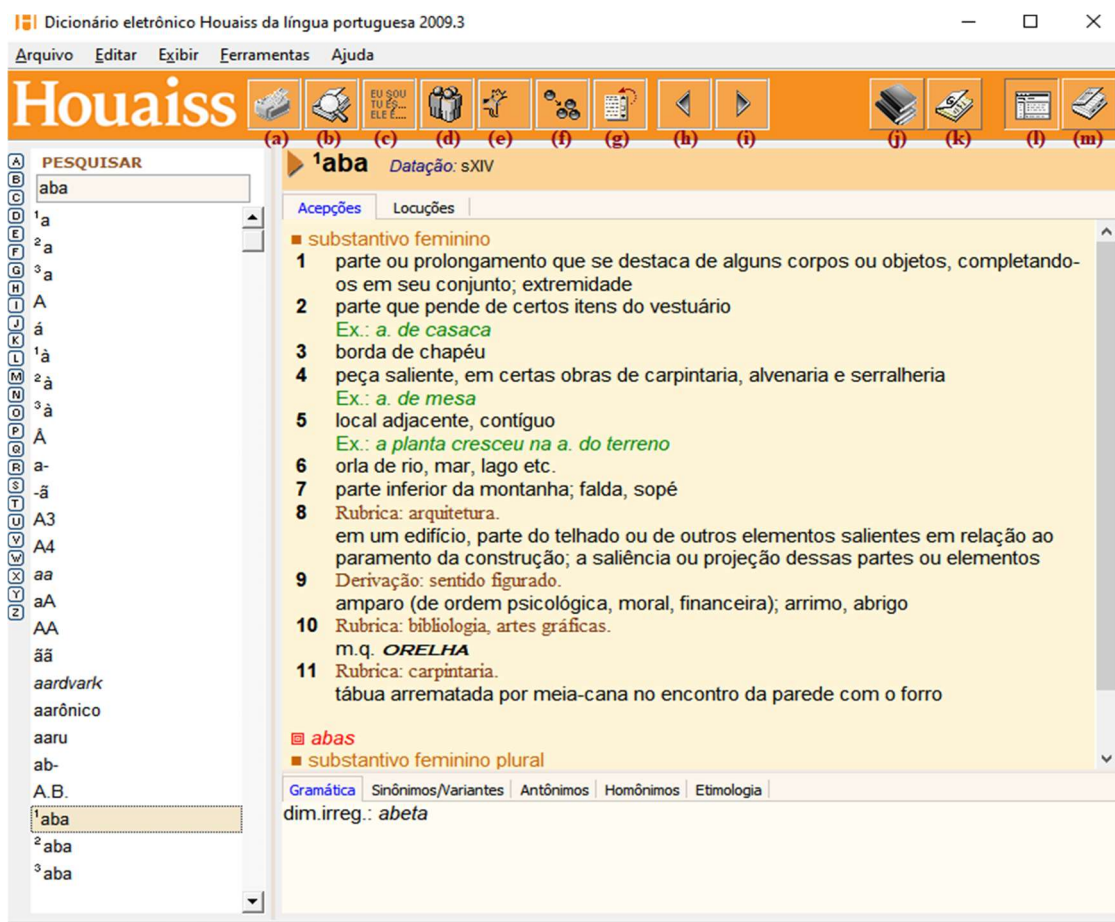 Dicionário eletrônico Houaiss da língua portuguesa 2009.3
Arquivo Editar Exibir Ferramentas Ajuda
Houaiss
EU SOU
TU ÉS...
ELE É....
(a) (b) (c) (d) (e) (f) (g) (h) (i) (j) (k) (l) (m)
A
B
C
D
E
F
G
H
I
J
K
L
M
N
O
P
Q
R
S
T
U
V
W
X
Y
Z
PESQUISAR
aba
¹a
²a
³a
A
á
¹à
²à
³à
Â
a-
-ã
A3
A4
aa
aA
AA
ãã
aardvark
aarônico
aaru
ab-
A.B.
¹aba
²aba
³aba
¹aba Datação: sXIV
Acepções Locuções
■ substantivo feminino
1 parte ou prolongamento que se destaca de alguns corpos ou objetos, completando-
os em seu conjunto; extremidade
2 parte que pende de certos itens do vestuário
Ex.: a. de casaca
3 borda de chapéu
4 peça saliente, em certas obras de carpintaria, alvenaria e serralheria
Ex.: a. de mesa
5 local adjacente, contíguo
Ex.: a planta cresceu na a. do terreno
6 orla de rio, mar, lago etc.
7 parte inferior da montanha; falda, sopé
8 Rubrica: arquitetura.
em um edifício, parte do telhado ou de outros elementos salientes em relação ao
paramento da construção; a saliência ou projeção dessas partes ou elementos
9 Derivação: sentido figurado.
amparo (de ordem psicológica, moral, financeira); arrimo, abrigo
10 Rubrica: bibliologia, artes gráficas.
m.q. ORELHA
11 Rubrica: carpintaria.
tábua arrematada por meia-cana no encontro da parede com o forro
abas
■ substantivo feminino plural
Gramática Sinônimos/Variantes Antônimos Homônimos Etimologia
dim.irreg.: abeta